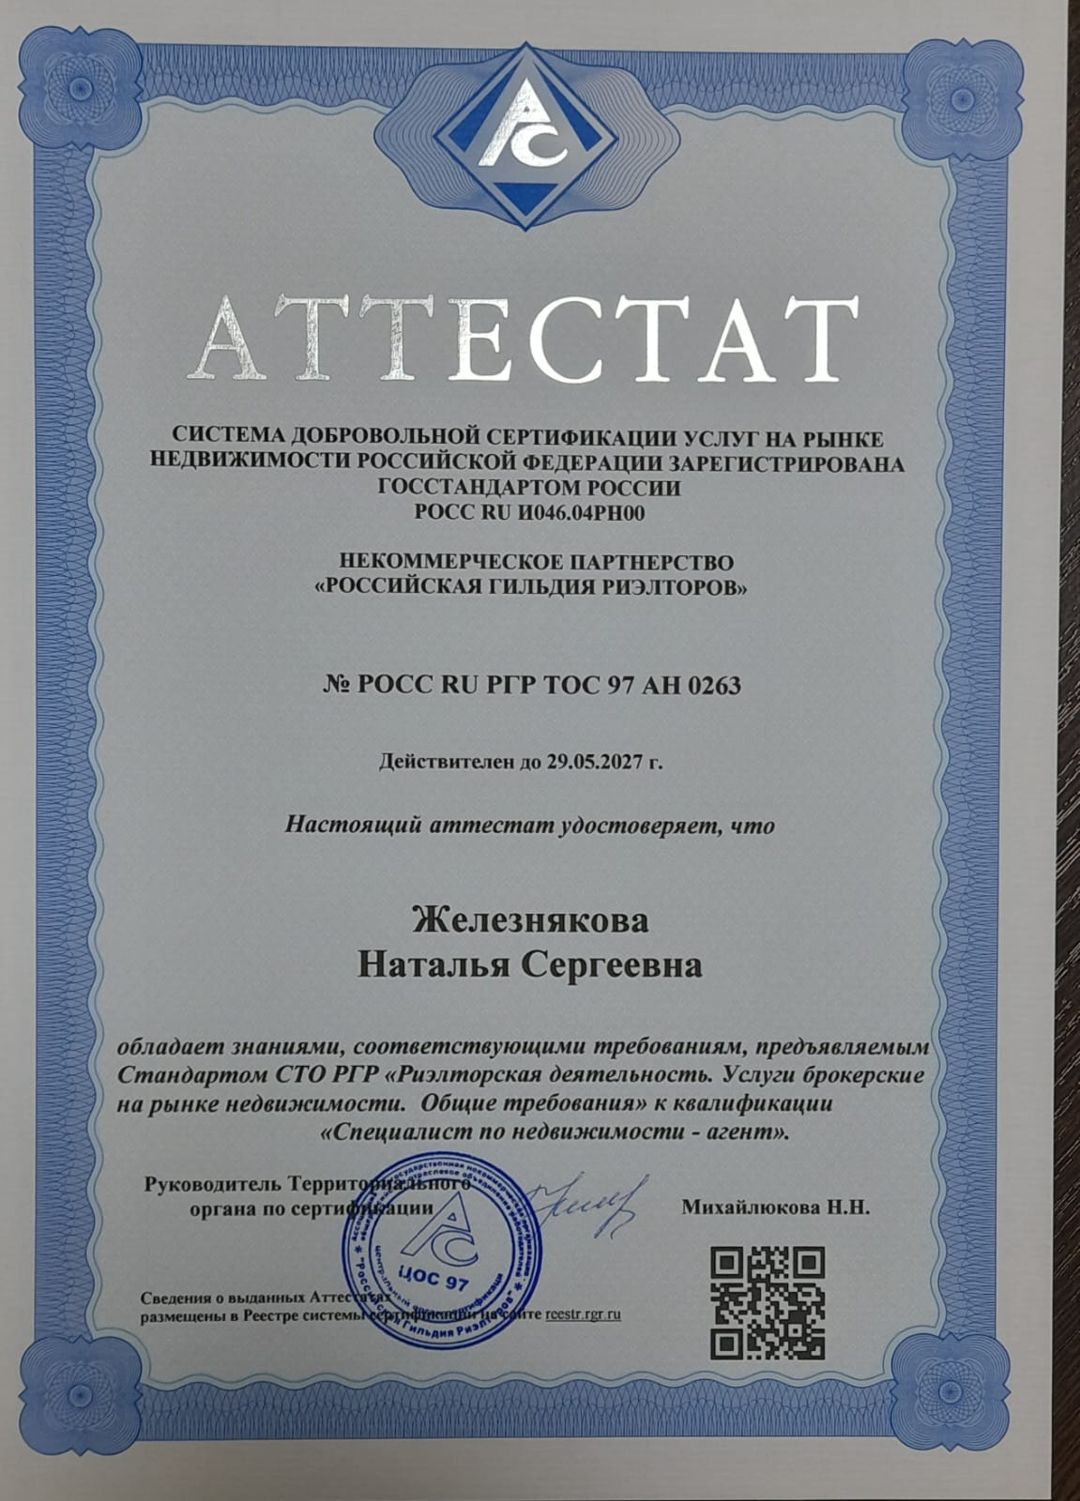 АС
АТТЕСТАТ
СИСТЕМА ДОБРОВОЛЬНОЙ СЕРТИФИКАЦИИ УСЛУГ НА РЫНКЕ
НЕДВИЖИМОСТИ РОССИЙСКОЙ ФЕДЕРАЦИИ ЗАРЕГИСТРИРОВАНА
ГОССТАНДАРТОМ РОССИИ
РОСС RU И046.04РН00
НЕКОММЕРЧЕСКОЕ ПАРТНЕРСТВО
«РОССИЙСКАЯ ГИЛЬДИЯ РИЭЛТОРОВ»
№ РОСС RU РГР ТОС 97 АН 0263
Действителен до 29.05.2027 г.
Настоящий аттестат удостоверяет, что
Железнякова
Наталья Сергеевна
обладает знаниями, соответствующими требованиям, предъявляемым
Стандартом СТО РГР «Риэлторская деятельность. Услуги брокерские
на рынке недвижимости. Общие требования» к квалификации
«Специалист по недвижимости - агент».
Руководитель Территориального
органа по сертификации
Михайлюкова Н.Н.
ЦОС 97
"Российская Гильдия Риэлторов"
Сведения о выданных Аттестатах
размещены в Реестре системы сертификации на сайте reestr.rgr.ru